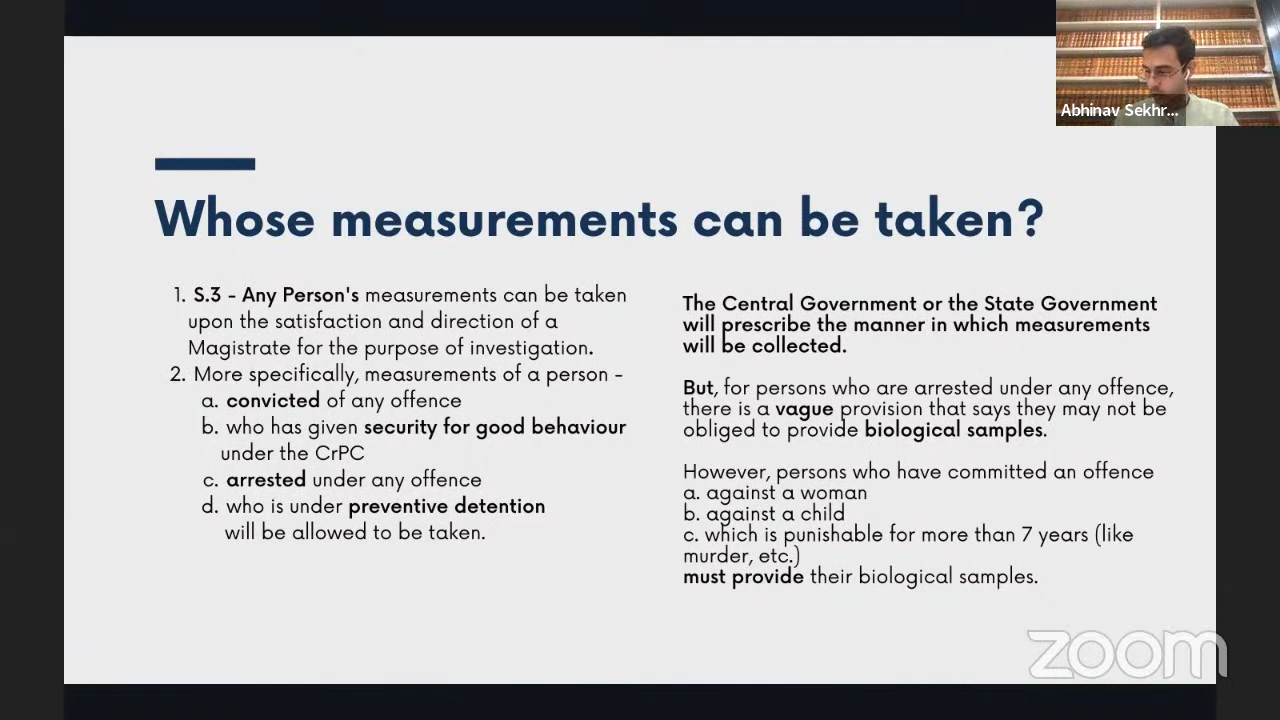 Abhinav Sekhr...
Whose measurements can be taken?
1. S.3 - Any Person's measurements can be taken
upon the satisfaction and direction of a
Magistrate for the purpose of investigation.
2. More specifically, measurements of a person -
a. convicted of any offence
b. who has given security for good behaviour
under the CrPC
c. arrested under any offence
d. who is under preventive detention
will be allowed to be taken.
The Central Government or the State Government
will prescribe the manner in which measurements
will be collected.
But, for persons who are arrested under any offence,
there is a vague provision that says they may not be
obliged to provide biological samples.
However, persons who have committed an offence
a. against a woman
b. against a child
c. which is punishable for more than 7 years (like
murder, etc.)
must provide their biological samples.
zoom